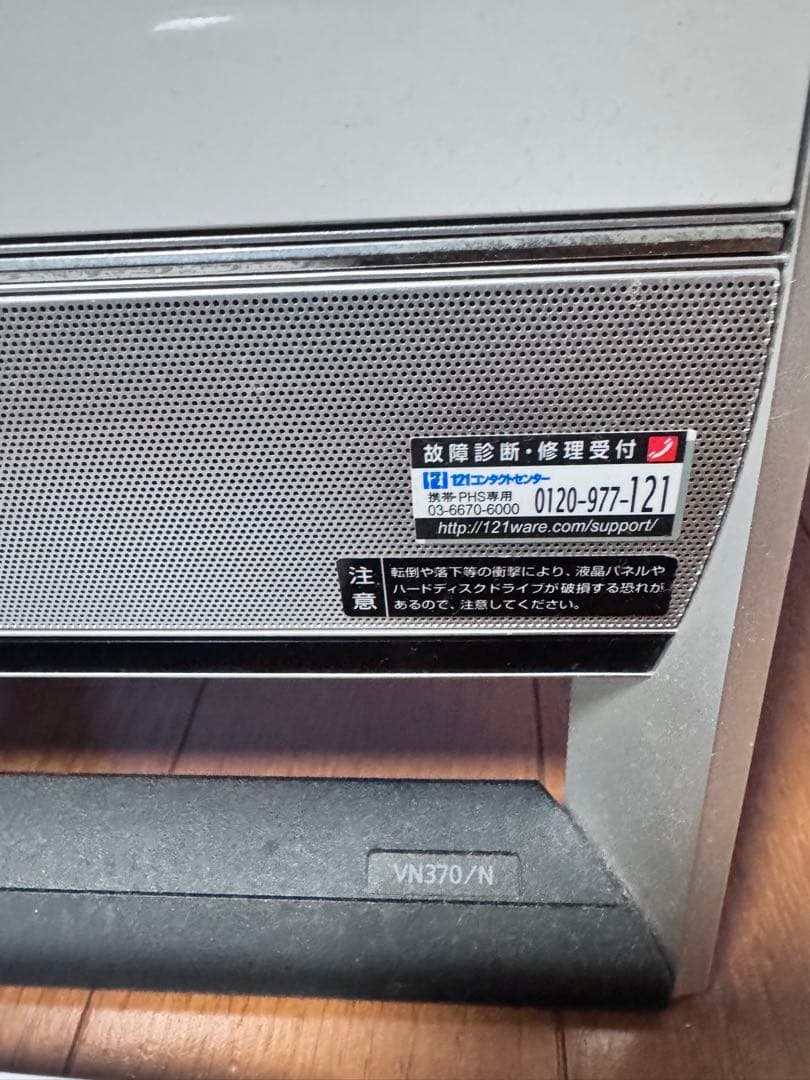 故障診断・修理受付
121 121コンタクトセンター
携帯・PHS専用
03-6670-6000 0120-977-121
http://121ware.com/support/
注意
転倒や落下等の衝撃により、液晶パネルや
ハードディスクドライブが破損する恐れが
あるので、注意してください。
VN370/N